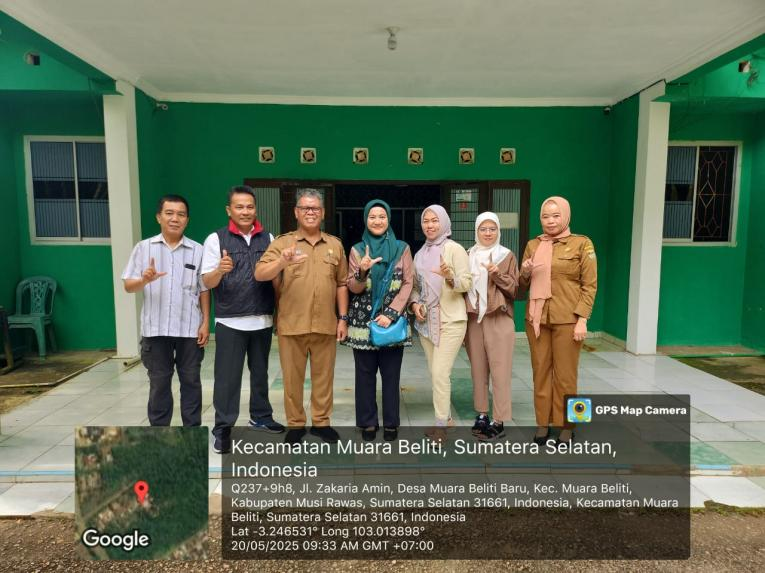 GPS Map Camera
Kecamatan Muara Beliti, Sumatera Selatan,
Indonesia
Q237+9h8, Jl. Zakaria Amin, Desa Muara Beliti Baru, Kec. Muara Beliti,
Kabupaten Musi Rawas, Sumatera Selatan 31661, Indonesia, Kecamatan Muara
Beliti, Sumatera Selatan 31661, Indonesia
Lat -3.246531° Long 103.013898°
20/05/2025 09:33 AM GMT +07:00
Google